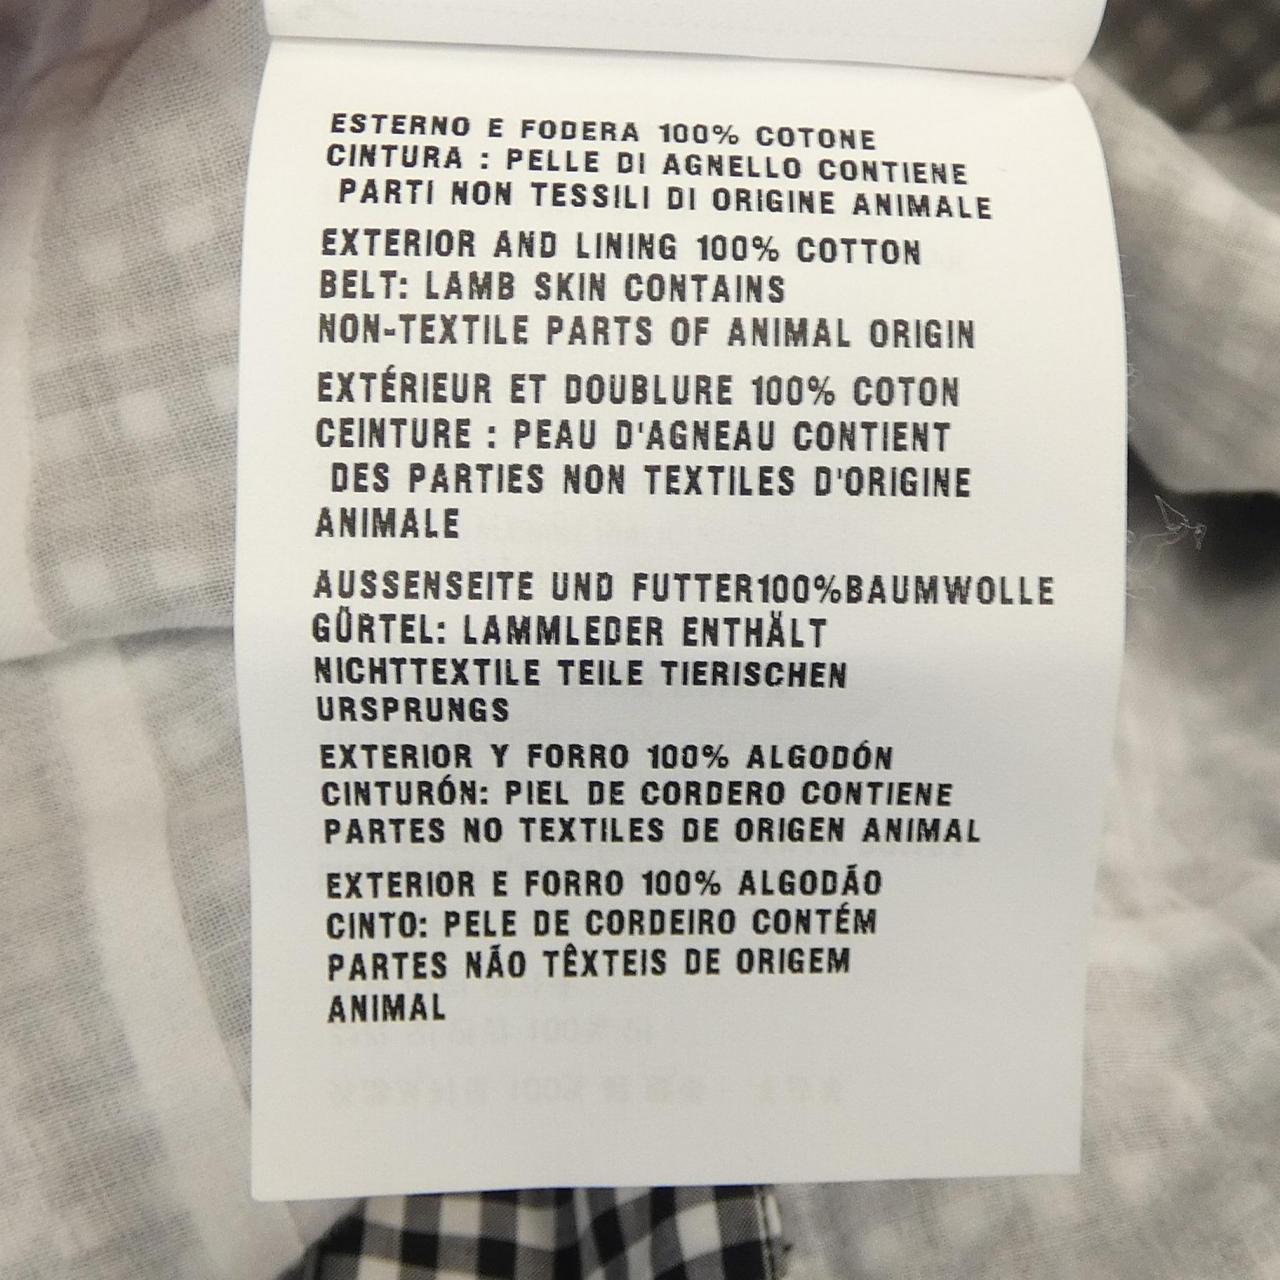 ESTERNO E FODERA 100% COTONE
CINTURA : PELLE DI AGNELLO CONTIENE
PARTI NON TESSILI DI ORIGINE ANIMALE
EXTERIOR AND LINING 100% COTTON
BELT: LAMB SKIN CONTAINS
NON-TEXTILE PARTS OF ANIMAL ORIGIN
EXTÉRIEUR ET DOUBLURE 100% COTON
CEINTURE : PEAU D'AGNEAU CONTIENT
DES PARTIES NON TEXTILES D'ORIGINE
ANIMALE
AUSSENSEITE UND FUTTER100%BAUMWOLLE
GÜRTEL: LAMMLEDER ENTHÄLT
NICHTTEXTILE TEILE TIERISCHEN
URSPRUNGS
EXTERIOR Y FORRO 100% ALGODÓN
CINTURÓN: PIEL DE CORDERO CONTIENE
PARTES NO TEXTILES DE ORIGEN ANIMAL
EXTERIOR E FORRO 100% ALGODÃO
CINTO: PELE DE CORDEIRO CONTÉM
PARTES NÃO TÊXTEIS DE ORIGEM
ANIMAL